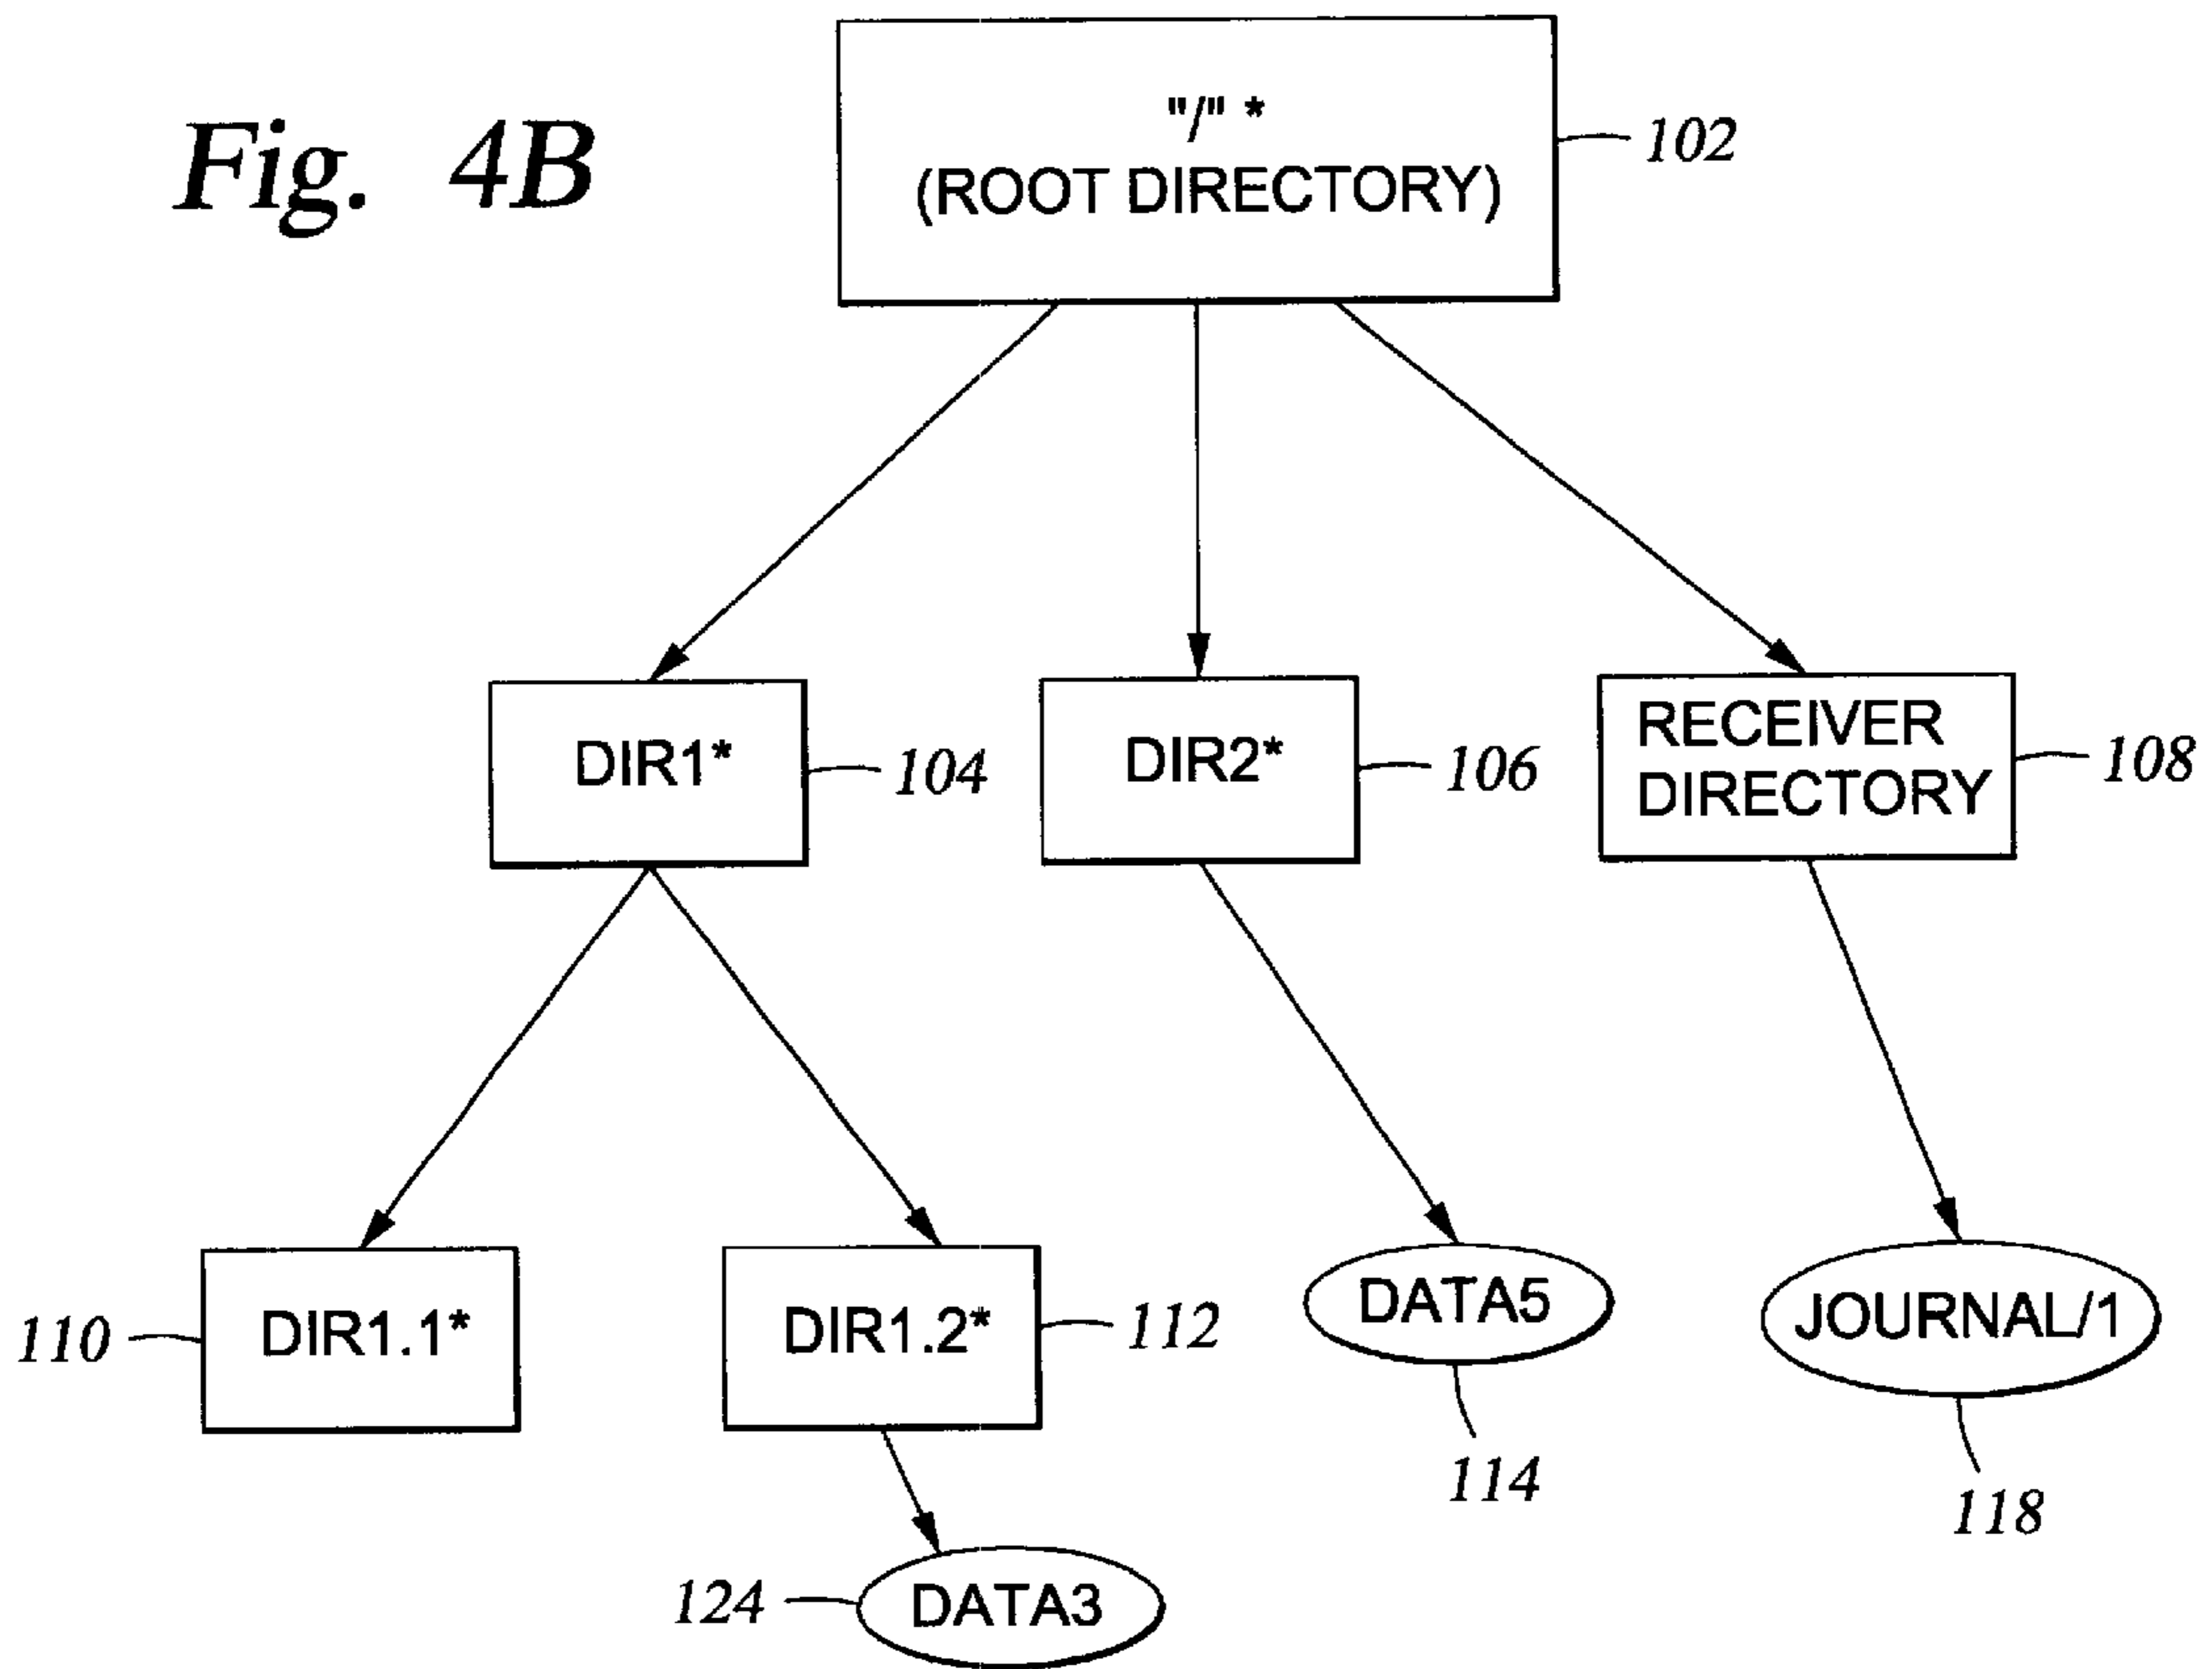 Fig. 4B
"/" *
(ROOT DIRECTORY)
102
DIR1*
104
DIR2*
106
RECEIVER
DIRECTORY
108
110
DIR1.1*
DIR1.2*
112
DATA5
114
JOURNAL/1
118
124
DATA3